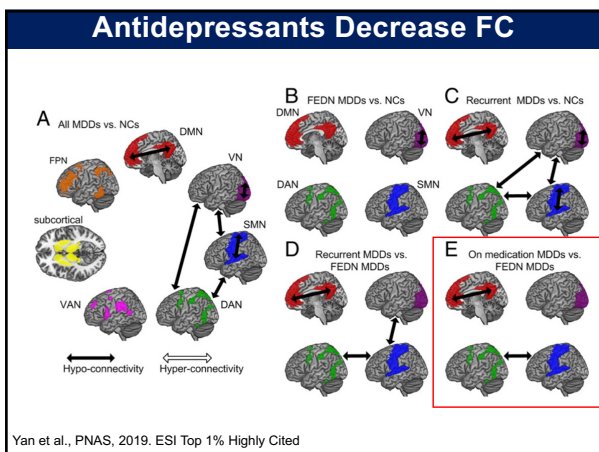 Antidepressants Decrease FC
A
All MDDs vs. NCs
DMN
FPN
VN
subcortical
SMN
VAN
DAN
Hypo-connectivity
Hyper-connectivity
B
FEDN MDDs vs. NCs
DMN
VN
DAN
SMN
C
Recurrent MDDs vs. NCs
D
Recurrent MDDs vs.
FEDN MDDs
E
On medication MDDs vs.
FEDN MDDs
Yan et al., PNAS, 2019. ESI Top 1% Highly Cited